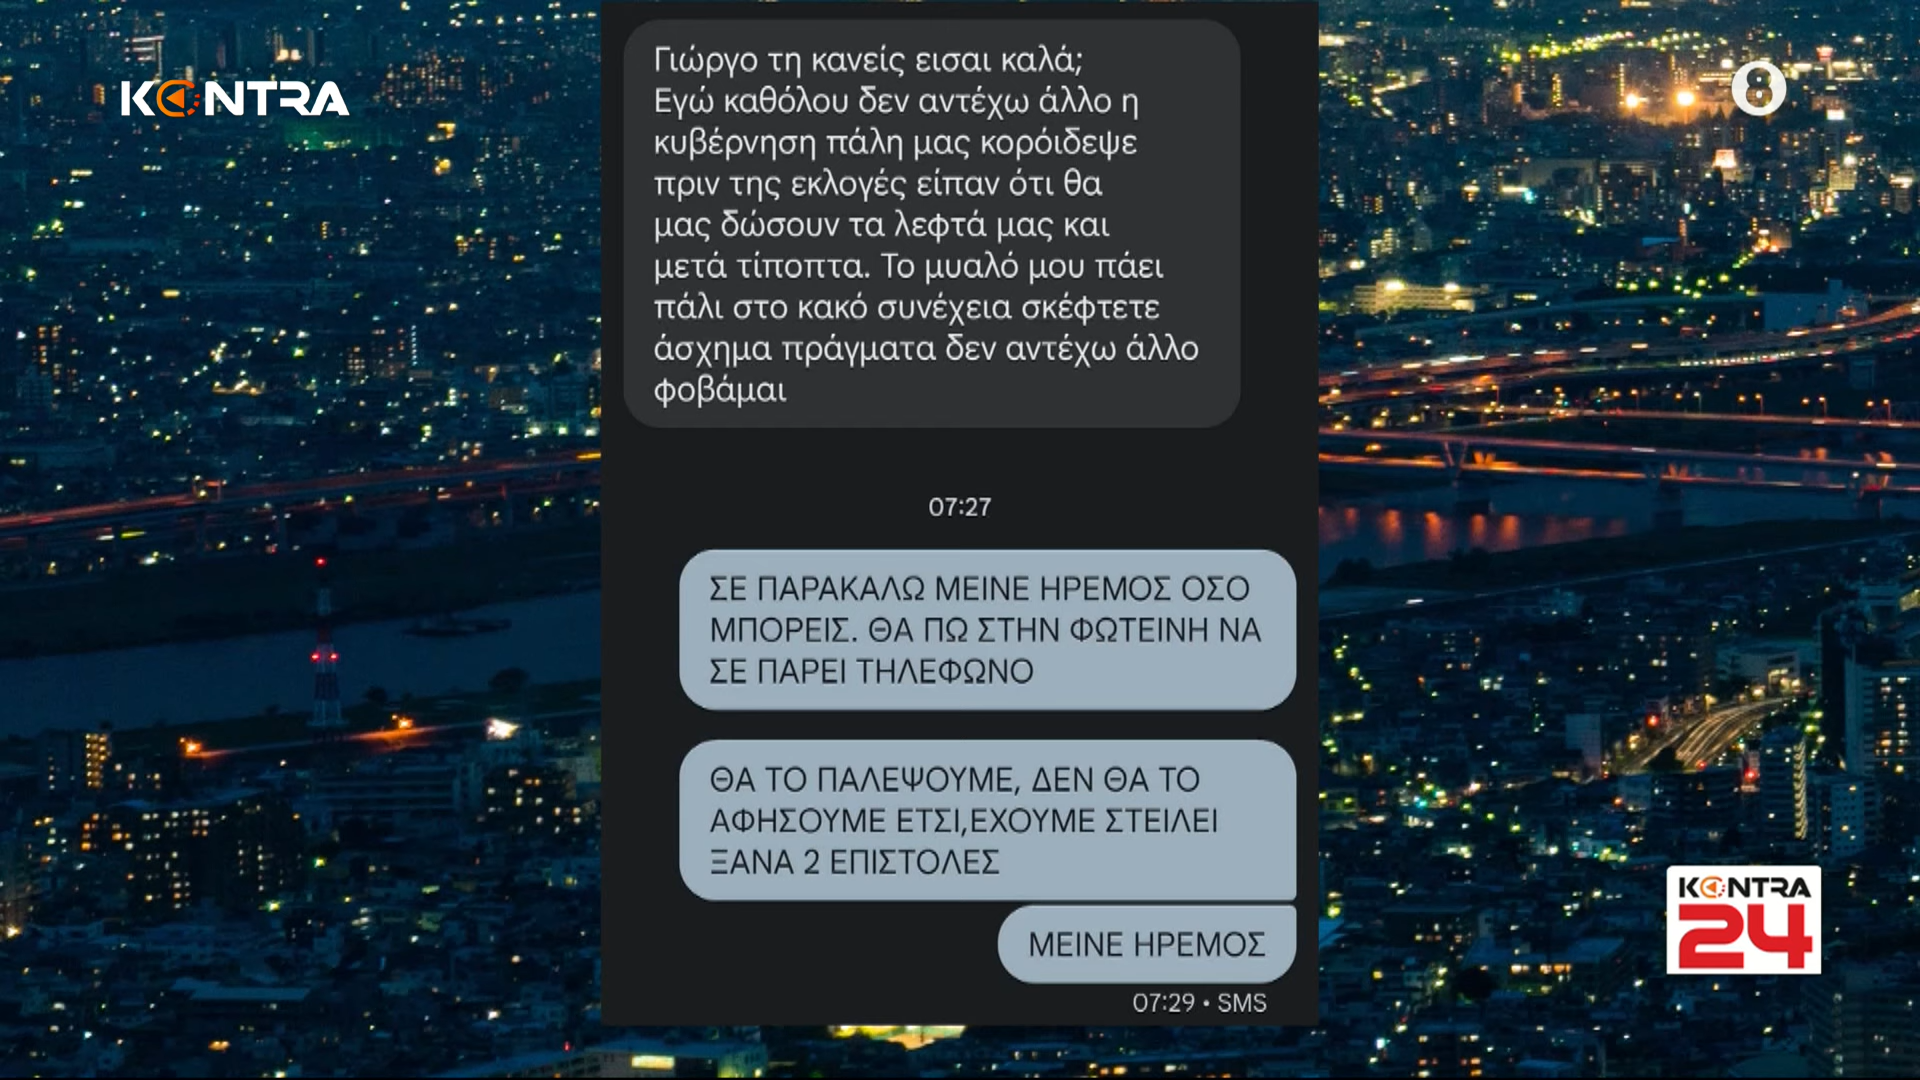 KONTRA
8
Γιώργο τη κανείς εισαι καλά;
Εγώ καθόλου δεν αντέχω άλλο η
κυβέρνηση πάλη μας κορόιδεψε
πριν της εκλογές είπαν ότι θα
μας δώσουν τα λεφτά μας και
μετά τίποπτα. Το μυαλό μου πάει
πάλι στο κακό συνέχεια σκέφτετε
άσχημα πράγματα δεν αντέχω άλλο
φοβάμαι
07:27
ΣΕ ΠΑΡΑΚΑΛΩ ΜΕΙΝΕ ΗΡΕΜΟΣ ΟΣΟ
ΜΠΟΡΕΙΣ. ΘΑ ΠΩ ΣΤΗΝ ΦΩΤΕΙΝΗ ΝΑ
ΣΕ ΠΑΡΕΙ ΤΗΛΕΦΩΝΟ
ΘΑ ΤΟ ΠΑΛΕΨΟΥΜΕ, ΔΕΝ ΘΑ ΤΟ
ΑΦΗΣΟΥΜΕ ΕΤΣΙ,ΕΧΟΥΜΕ ΣΤΕΙΛΕΙ
ΞΑΝΑ 2 ΕΠΙΣΤΟΛΕΣ
ΜΕΙΝΕ ΗΡΕΜΟΣ
07:29 • SMS
KONTRA
24